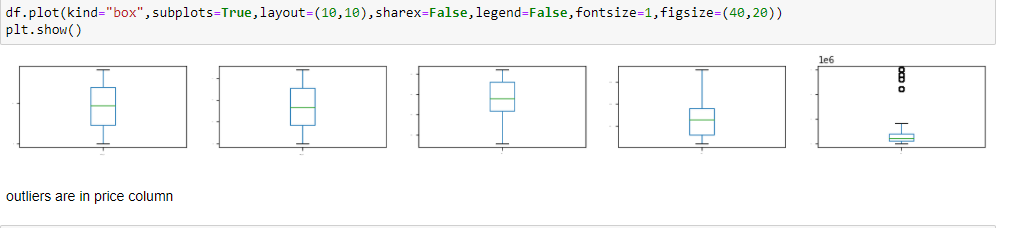 df.plot(kind="box",subplots=True,layout=(10,10),sharex=False,legend=False,fontsize=1,figsize=(40,20))
plt.show()
1e6
outliers are in price column